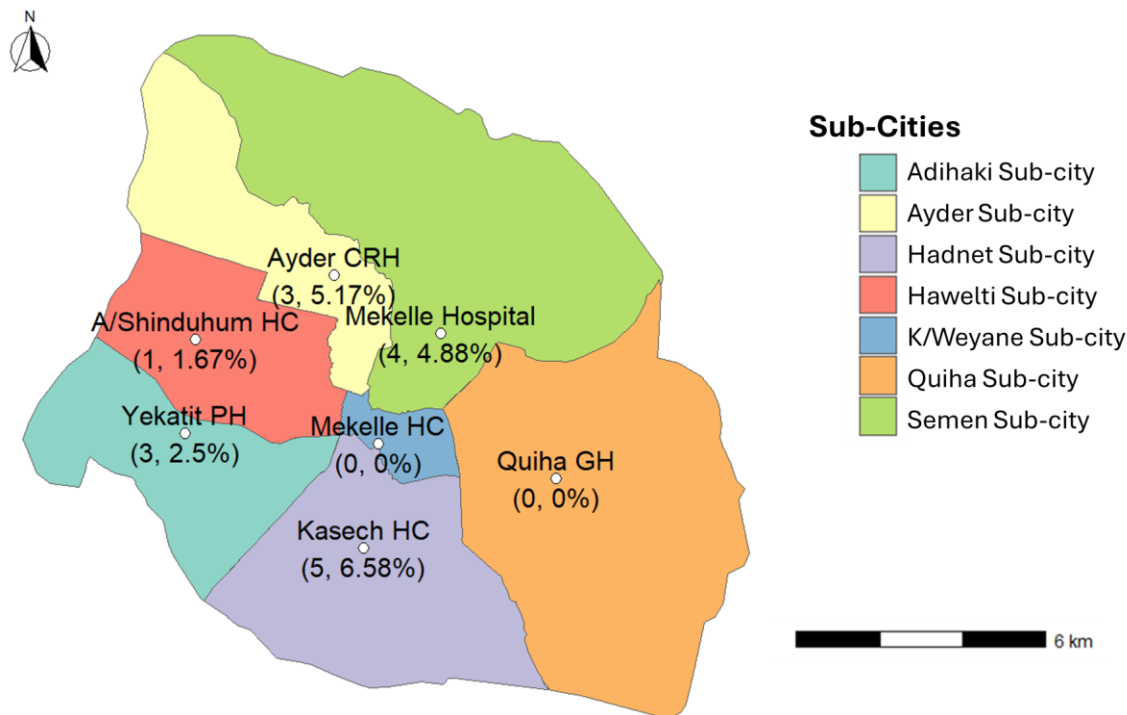 N
Ayder CRH
(3, 5.17%)
A/Shinduhum HC
(1, 1.67%)
Mekelle Hospital
(4, 4.88%)
Yekatit PH
(3, 2.5%)
Mekelle HC
(0, 0%)
Quiha GH
(0, 0%)
Kasech HC
(5, 6.58%)
Sub-Cities
Adihaki Sub-city
Ayder Sub-city
Hadnet Sub-city
Hawelti Sub-city
K/Weyane Sub-city
Quiha Sub-city
Semen Sub-city
6 km